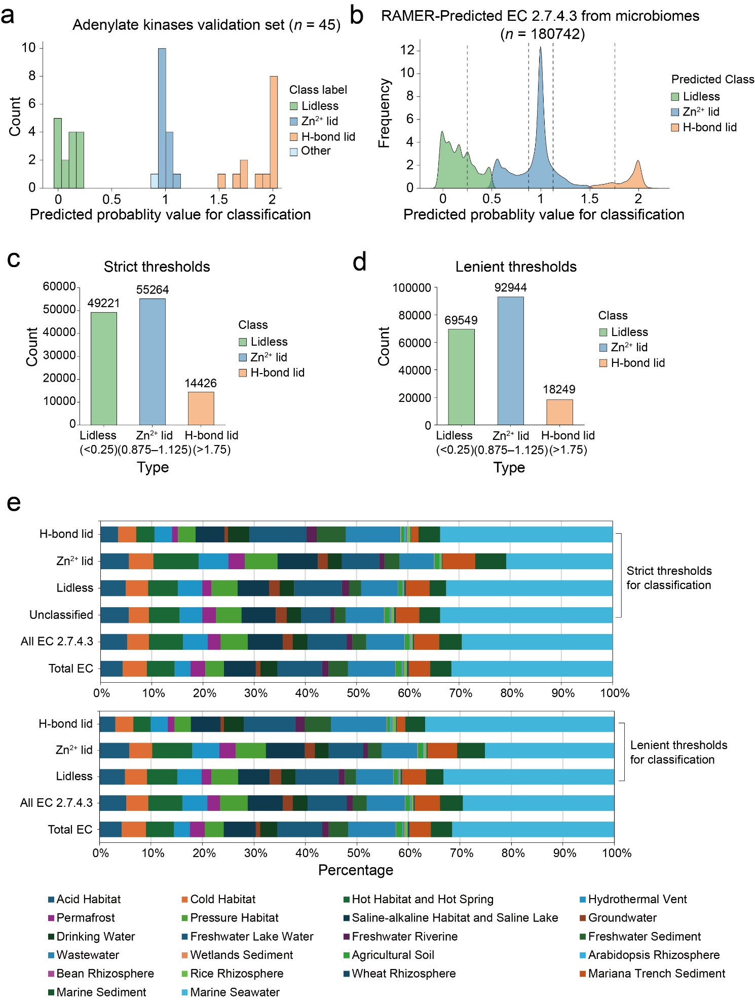 a
Adenylate kinases validation set (n = 45)
10
8
6
4
2
0
Count
0
0.5
1
1.5
2
Predicted probablity value for classification
Class label
Lidless
Zn2+ lid
H-bond lid
Other
b
RAMER-Predicted EC 2.7.4.3 from microbiomes
(n = 180742)
12
10
8
6
4
2
0
Frequency
0
0.5
1
1.5
2
Predicted probablity value for classification
Predicted Class
Lidless
Zn2+ lid
H-bond lid
c
Strict thresholds
60000
50000
40000
30000
20000
10000
0
Count
49221
55264
14426
Lidless
(<0.25)
Zn2+ lid
(0.875–1.125)
H-bond lid
(>1.75)
Type
Class
Lidless
Zn2+ lid
H-bond lid
d
Lenient thresholds
100000
80000
60000
40000
20000
0
Count
69549
92944
18249
Lidless
(<0.25)
Zn2+ lid
(0.875–1.125)
H-bond lid
(>1.75)
Type
Class
Lidless
Zn2+ lid
H-bond lid
e
H-bond lid
Zn2+ lid
Lidless
Unclassified
All EC 2.7.4.3
Total EC
Strict thresholds
for classification
0%
10%
20%
30%
40%
50%
60%
70%
80%
90%
100%
H-bond lid
Zn2+ lid
Lidless
All EC 2.7.4.3
Total EC
Lenient thresholds
for classification
0%
10%
20%
30%
40%
50%
60%
70%
80%
90%
100%
Percentage
Acid Habitat
Cold Habitat
Hot Habitat and Hot Spring
Hydrothermal Vent
Permafrost
Pressure Habitat
Saline-alkaline Habitat and Saline Lake
Groundwater
Drinking Water
Freshwater Lake Water
Freshwater Riverine
Freshwater Sediment
Wastewater
Wetlands Sediment
Agricultural Soil
Arabidopsis Rhizosphere
Bean Rhizosphere
Rice Rhizosphere
Wheat Rhizosphere
Mariana Trench Sediment
Marine Sediment
Marine Seawater